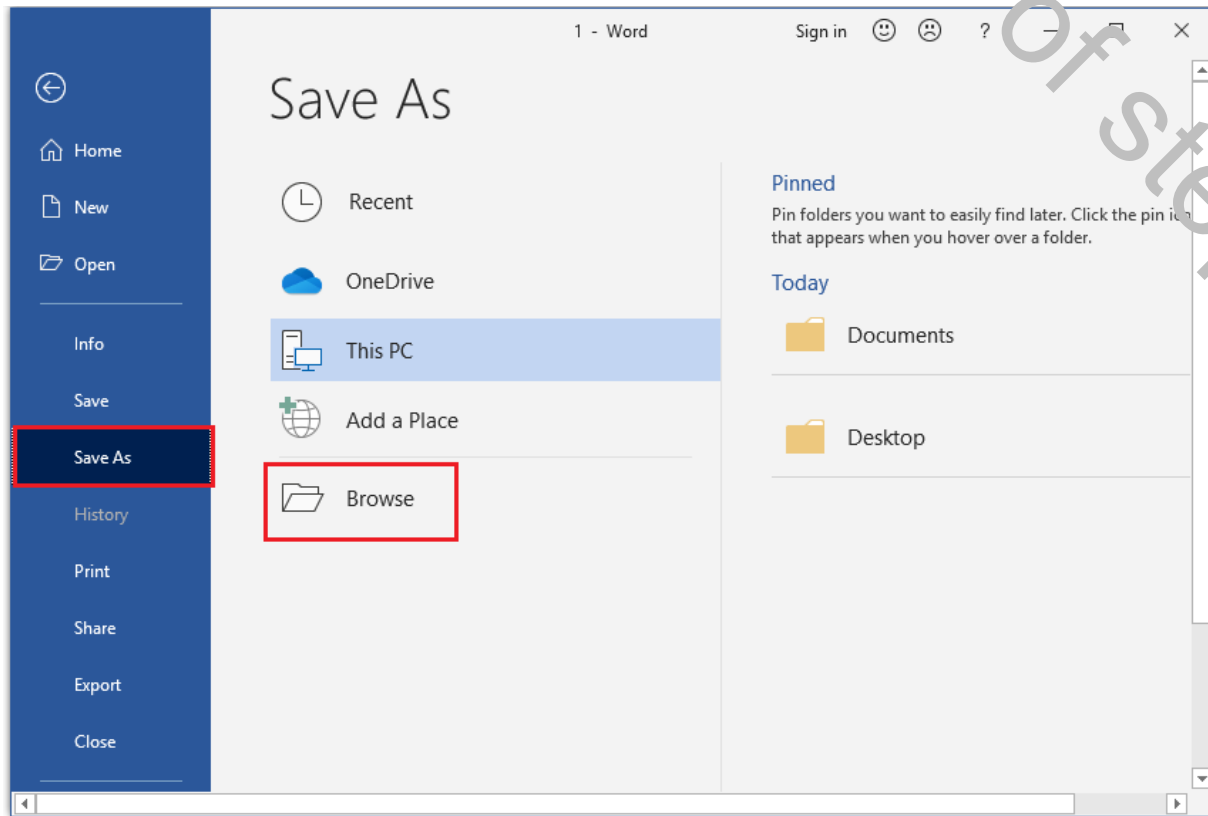 1 - Word
Sign in
?
Save As
Home
New
Open
Info
Save
Save As
History
Print
Share
Export
Close
Recent
OneDrive
This PC
Add a Place
Browse
Pinned
Pin folders you want to easily find later. Click the pin
that appears when you hover over a folder.
Today
Documents
Desktop
of